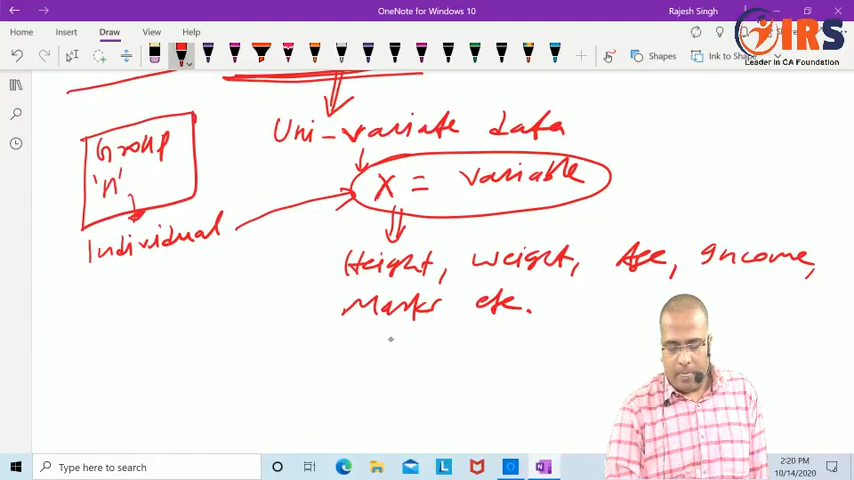 OneNote for Windows 10
Rajesh Singh
Home Insert Draw View Help
Shapes Ink to Shape
IRS
Leader in CA Foundation
Uni-variate data
Group
'n'
X = variable
Individual
Height, Weight, Age, Income,
Marks etc.
Type here to search
2:20 PM
10/14/2020